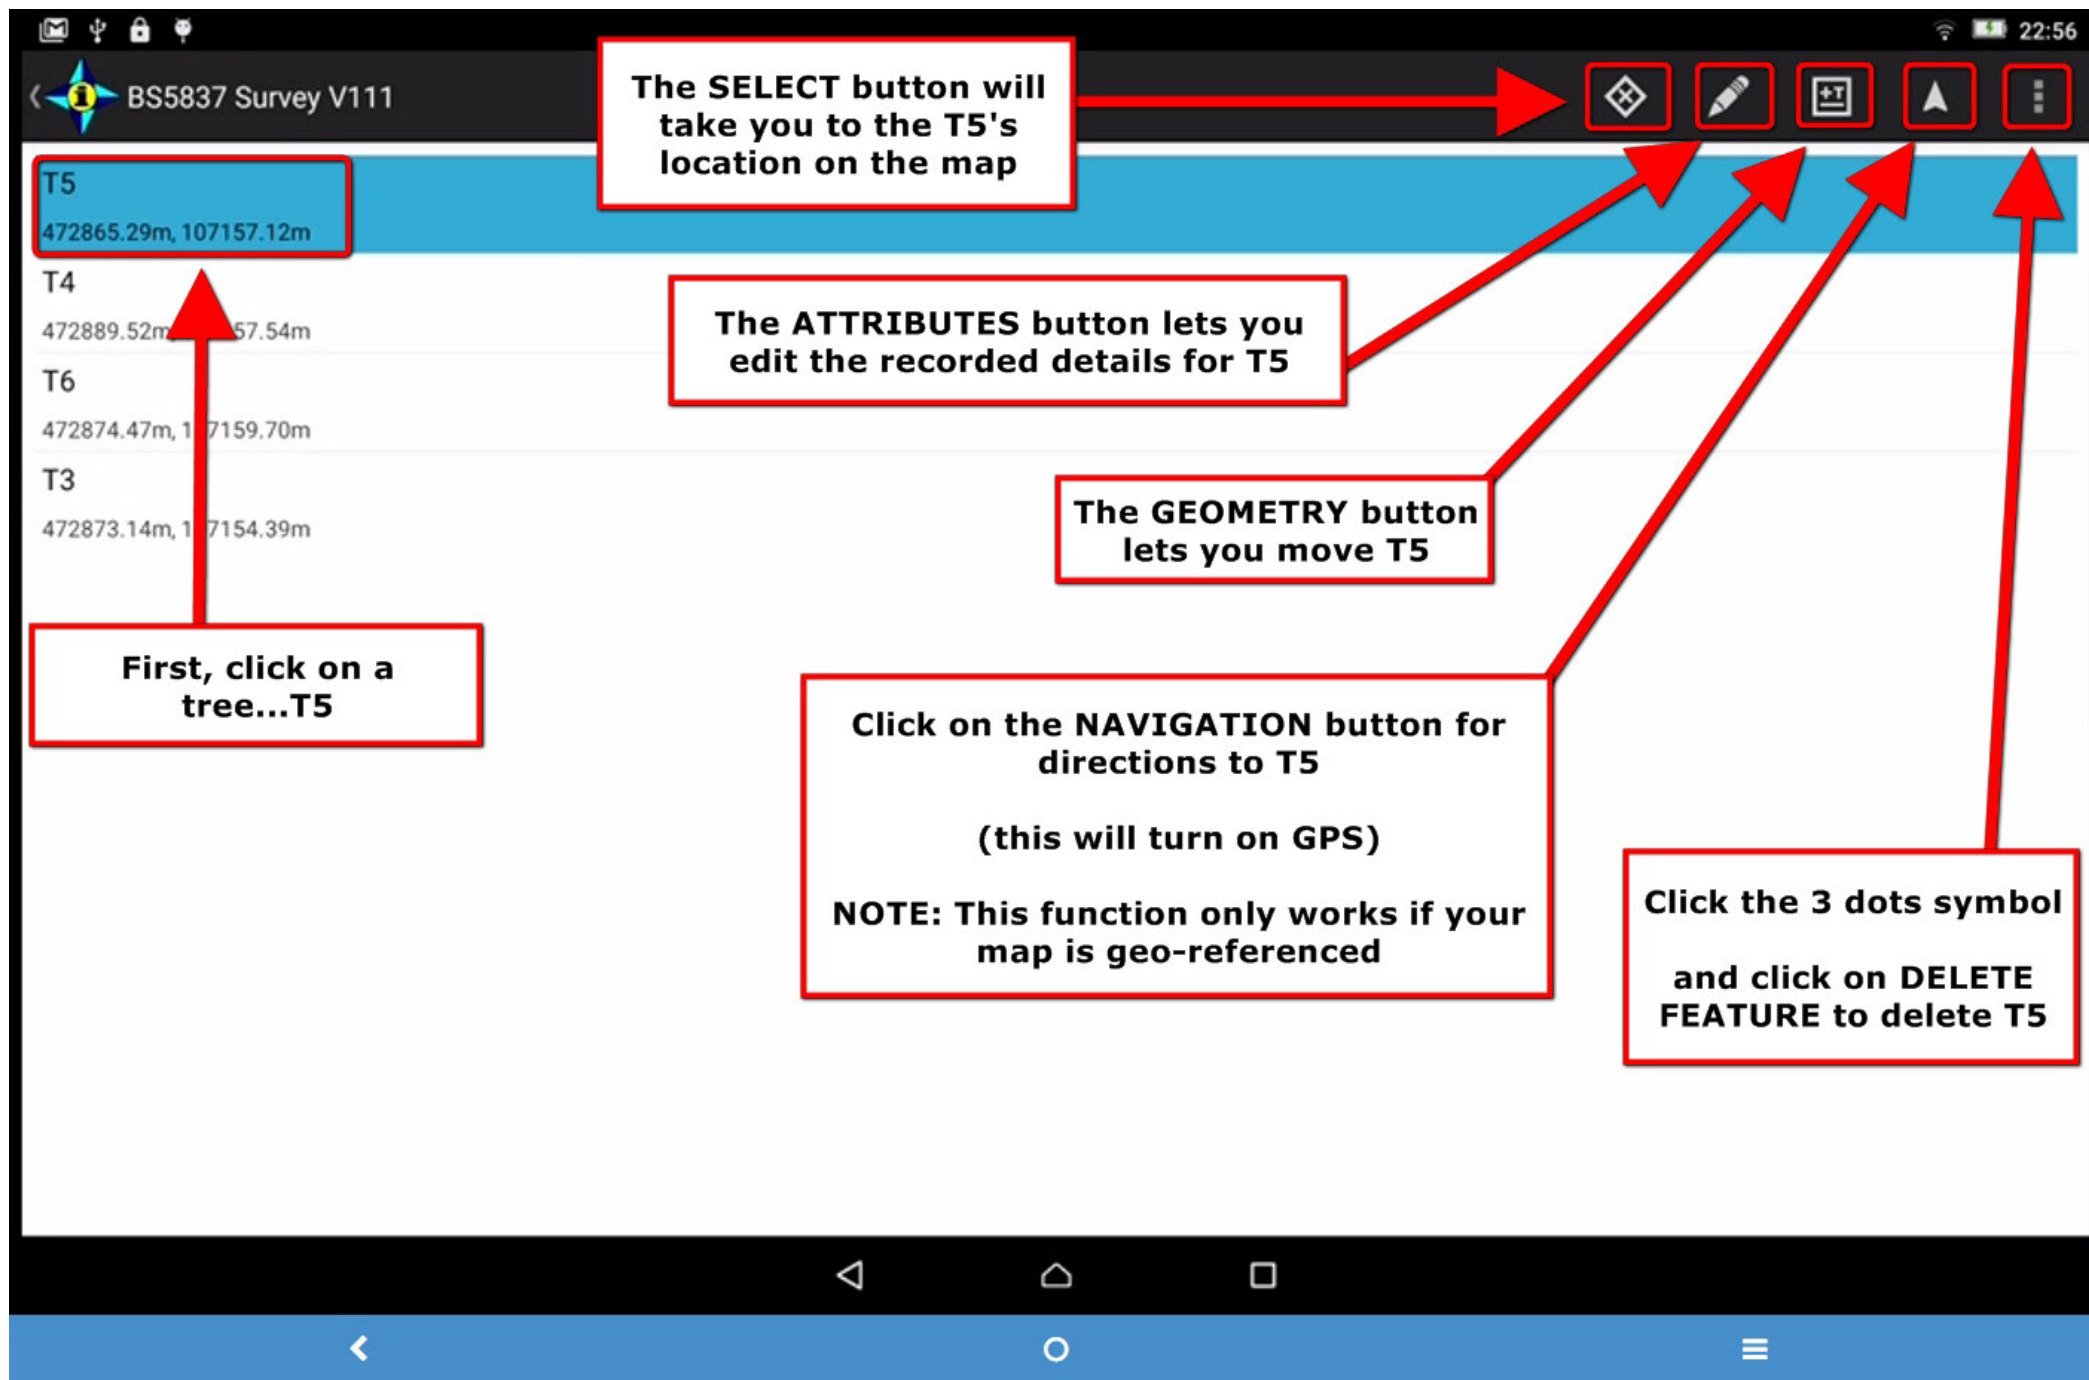 22:56
BS5837 Survey V111
The SELECT button will
take you to the T5's
location on the map
T5
472865.29m, 107157.12m
T4
472889.52m, 57.54m
T6
472874.47m, 1 7159.70m
T3
472873.14m, 1 7154.39m
The ATTRIBUTES button lets you
edit the recorded details for T5
The GEOMETRY button
lets you move T5
First, click on a
tree...T5
Click on the NAVIGATION button for
directions to T5
(this will turn on GPS)
NOTE: This function only works if your
map is geo-referenced
Click the 3 dots symbol
and click on DELETE
FEATURE to delete T5